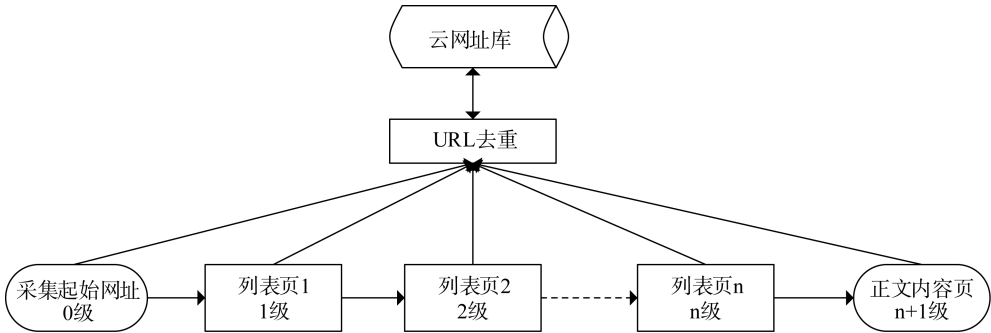 云网址库
URL去重
采集起始网址
0级
列表页1
1级
列表页2
2级
列表页n
n级
正文内容页
n+1级